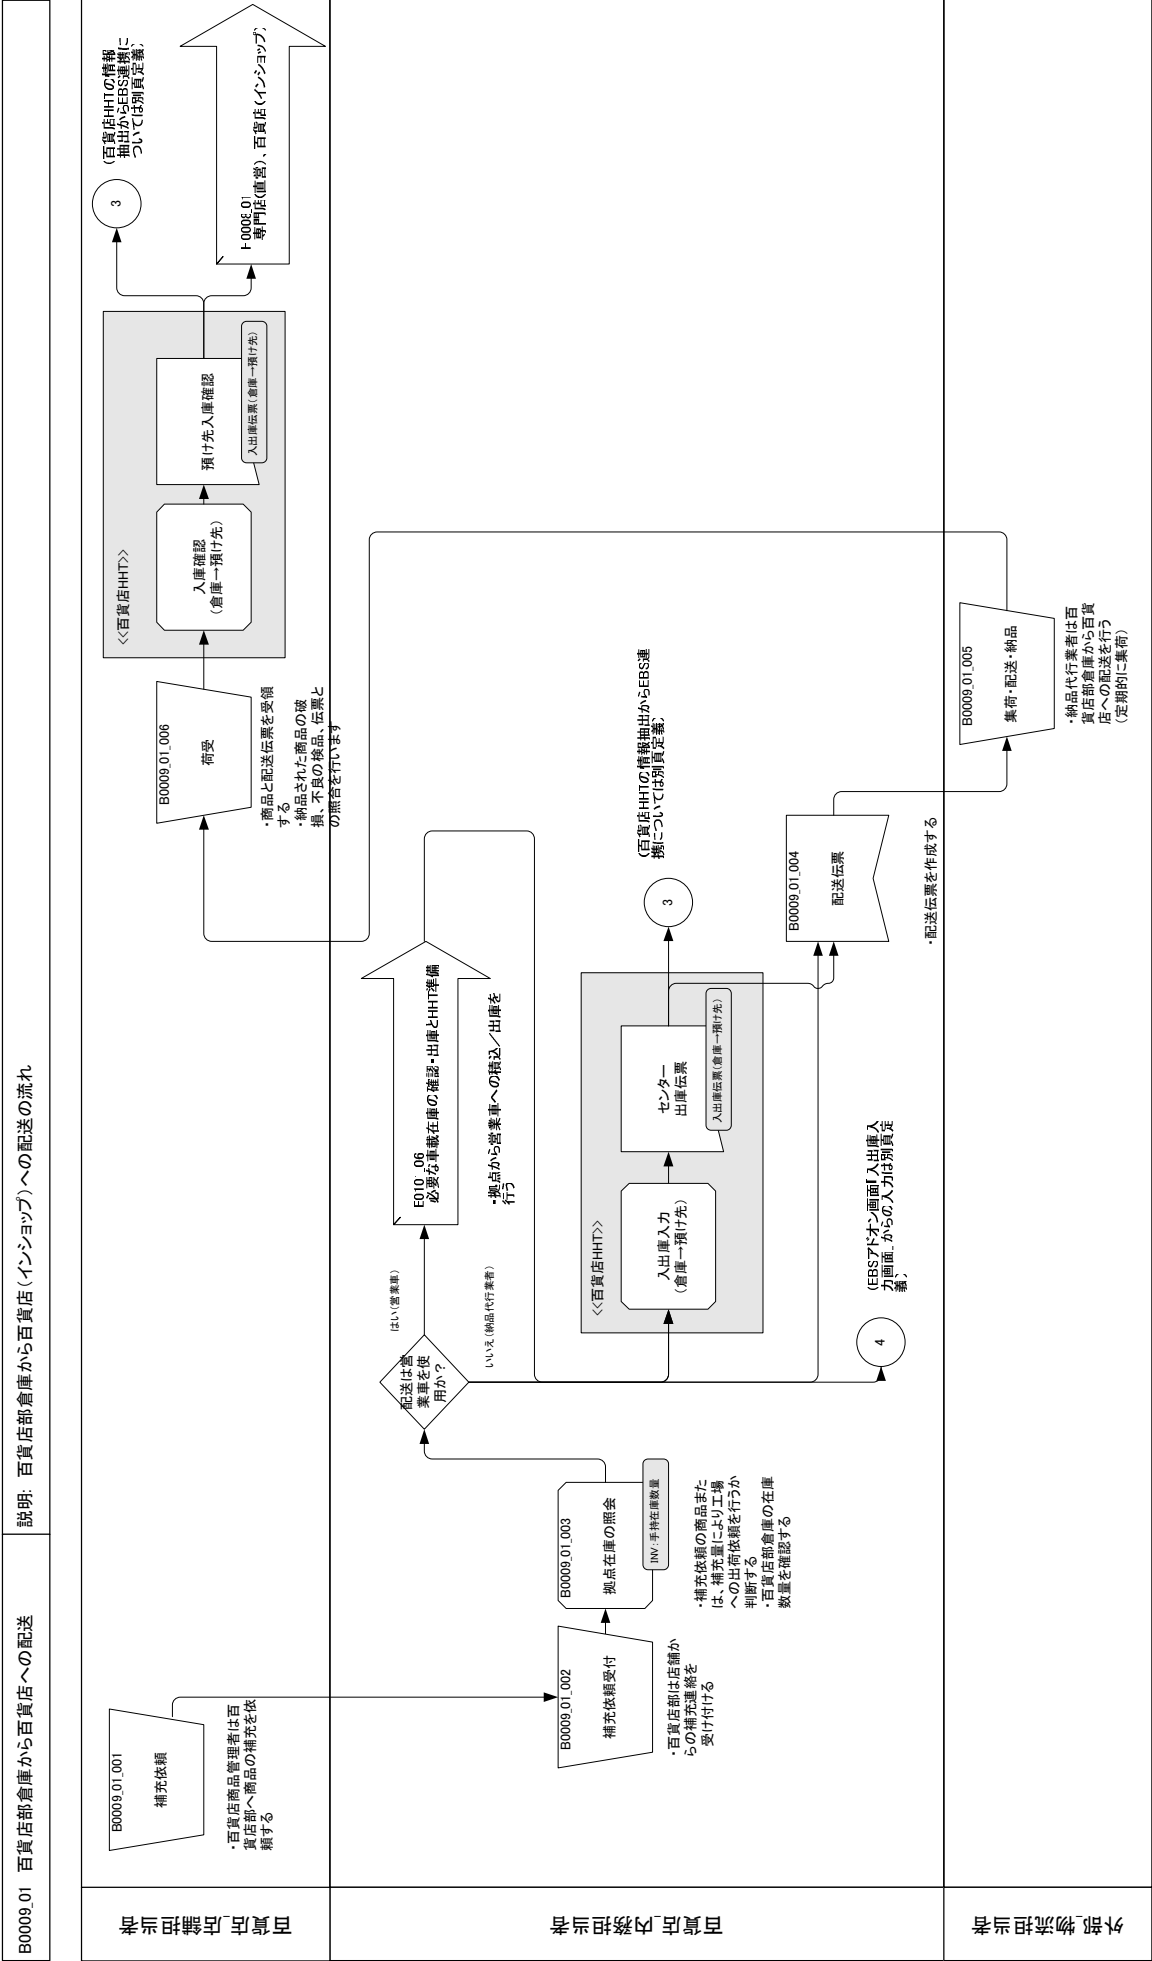 B0009_01　百貨店部倉庫から百貨店への配送
説明:　百貨店部倉庫から百貨店(インショップ)への配送の流れ
百貨店_店舗担当者
B0009_01_001
補充依頼
・百貨店商品管理者は百
貨店部へ商品の補充を依
頼する
B0009_01_006
荷受
・商品と配送伝票を受領
する
・納品された商品の破
損、不良の検品、伝票と
の照合を行います
<<百貨店HHT>>
入庫確認
(倉庫→預け先)
預け先入庫確認
入出庫伝票(倉庫→預け先)
3
(百貨店HHTの情報
抽出からEBS連携に
ついては別頁定義)
0008_01
専門店(直営)、百貨店(インショップ)
百貨店_内務担当者
B0009_01_002
補充依頼受付
・百貨店部は店舗か
らの補充連絡を
受け付ける
B0009_01_003
拠点在庫の照会
INV:手持在庫数量
・補充依頼の商品また
は、補充量により工場
への出荷依頼を行うか
判断する
・百貨店部倉庫の在庫
数量を確認する
配送は営
業車を使
用か?
はい(営業車)
いいえ(納品代行業者)
E010_06
必要な車載在庫の確認・出庫とHHT準備
・拠点から営業車への積込/出庫を
行う
<<百貨店HHT>>
入出庫入力
(倉庫→預け先)
センター
出庫伝票
入出庫伝票(倉庫→預け先)
3
(百貨店HHTの情報抽出からEBS連
携については別頁定義)
4
(EBSアドオン画面「入出庫入
力画面」からの入力は別頁定
義)
B0009_01_004
配送伝票
・配送伝票を作成する
外部_物流担当者
B0009_01_005
集荷・配送・納品
・納品代行業者は百
貨店部倉庫から百貨
店への配送を行う
(定期的に集荷)